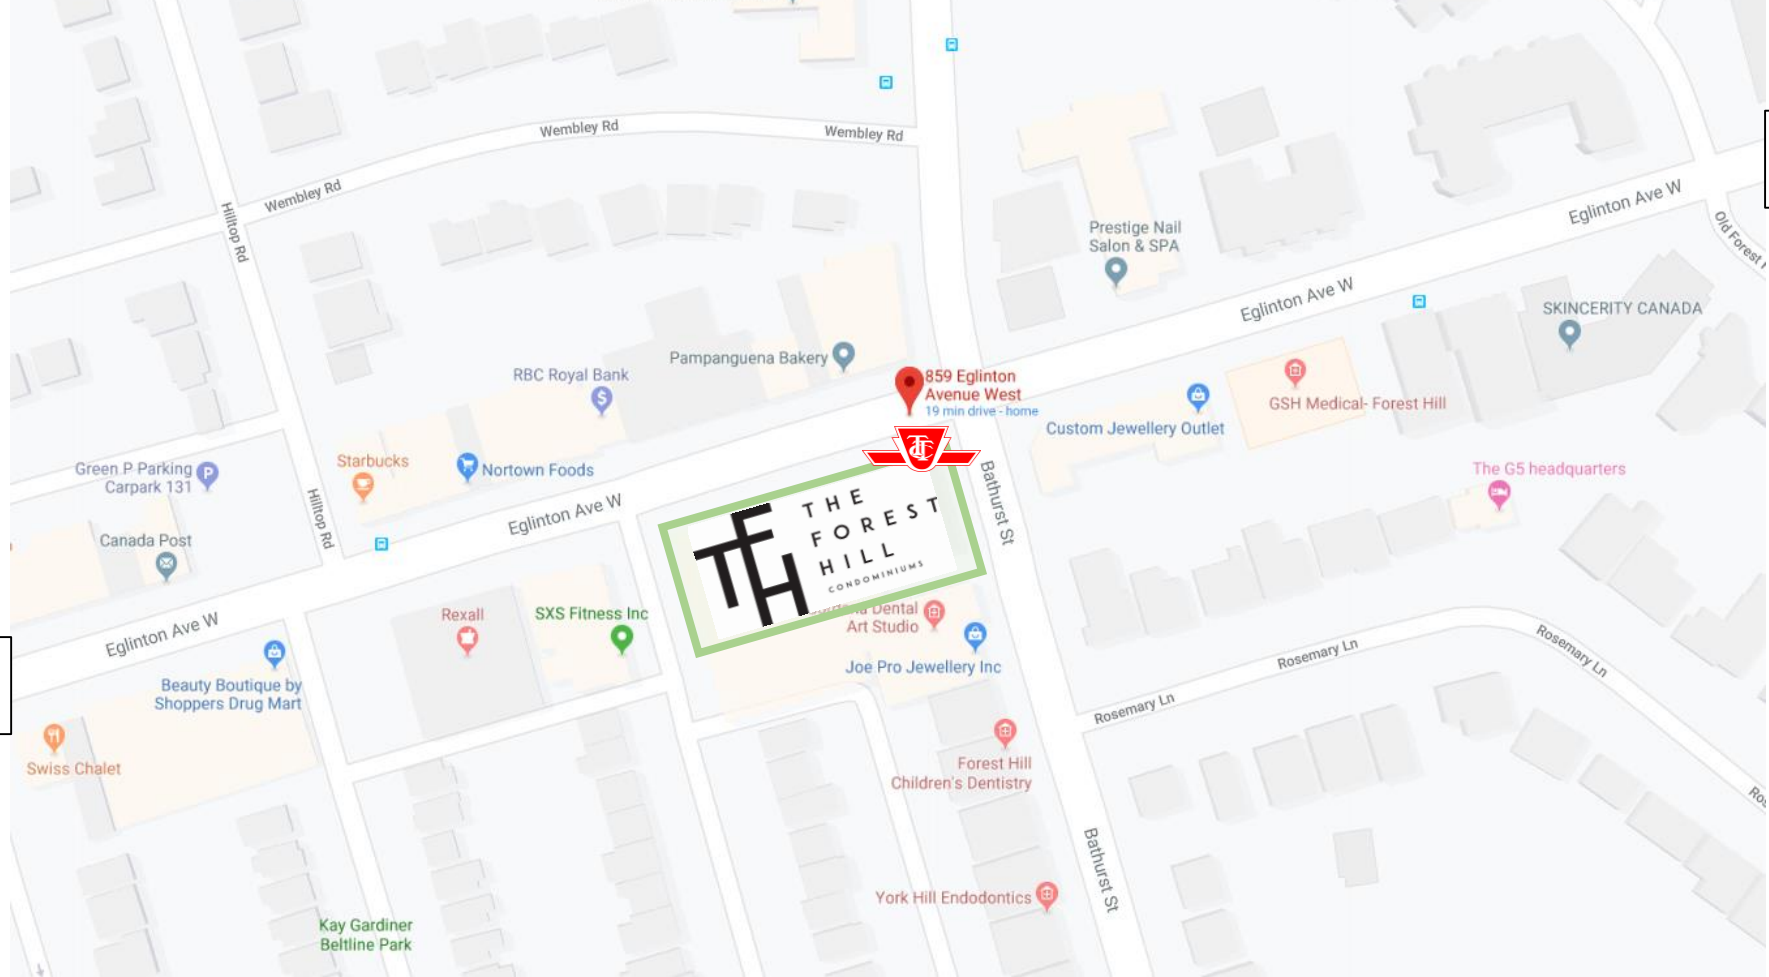 Wembley Rd
Wembley Rd
Wembley Rd
Hilltop Rd
Eglinton Ave W
Old Forest
Prestige Nail
Salon & SPA
Eglinton Ave W
SKINCERITY CANADA
Pampanguena Bakery
RBC Royal Bank
859 Eglinton
Avenue West
19 min drive - home
GSH Medical- Forest Hill
Custom Jewellery Outlet
TTC
Starbucks
Nortown Foods
Green P Parking
Carpark 131
P
The G5 headquarters
Hilltop Rd
Eglinton Ave W
Bathurst St
TFH
THE
FOREST
HILL
CONDOMINIUMS
Canada Post
Rexall
SXS Fitness Inc
Dental
Art Studio
Eglinton Ave W
Joe Pro Jewellery Inc
Rosemary Ln
Rosemary Ln
Rosemary Ln
Beauty Boutique by
Shoppers Drug Mart
Swiss Chalet
Forest Hill
Children's Dentistry
Bathurst St
York Hill Endodontics
Kay Gardiner
Beltline Park